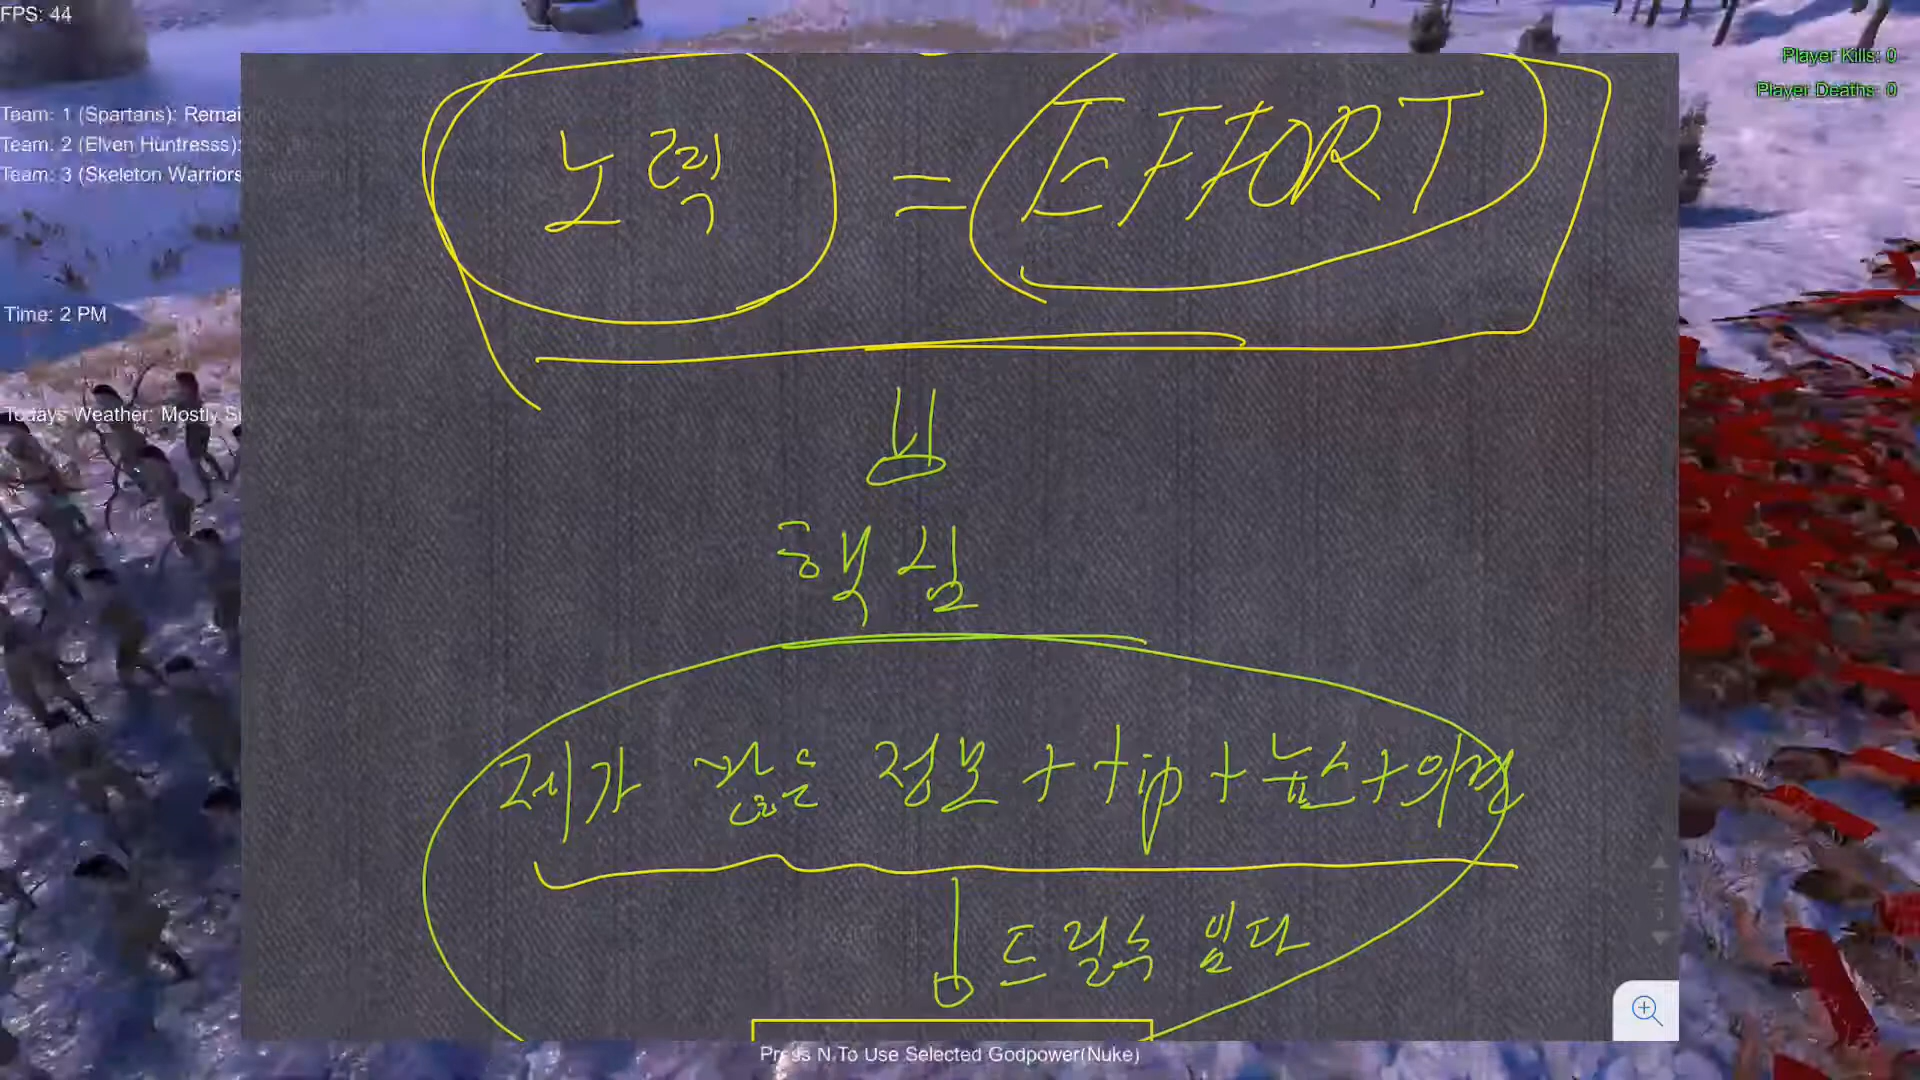 FPS: 44
Player Kills: 0
Player Deaths: 0
Team: 1 (Spartans): Remai
Team: 2 (Elven Huntresss):
Team: 3 (Skeleton Warriors
노력 = EFFORT
Time: 2 PM
Todays Weather: Mostly S
핵심
제가 짧은 정보 + tip + 뉴스 + 의견
드릴수 있다
Press N To Use Selected Godpower(Nuke)